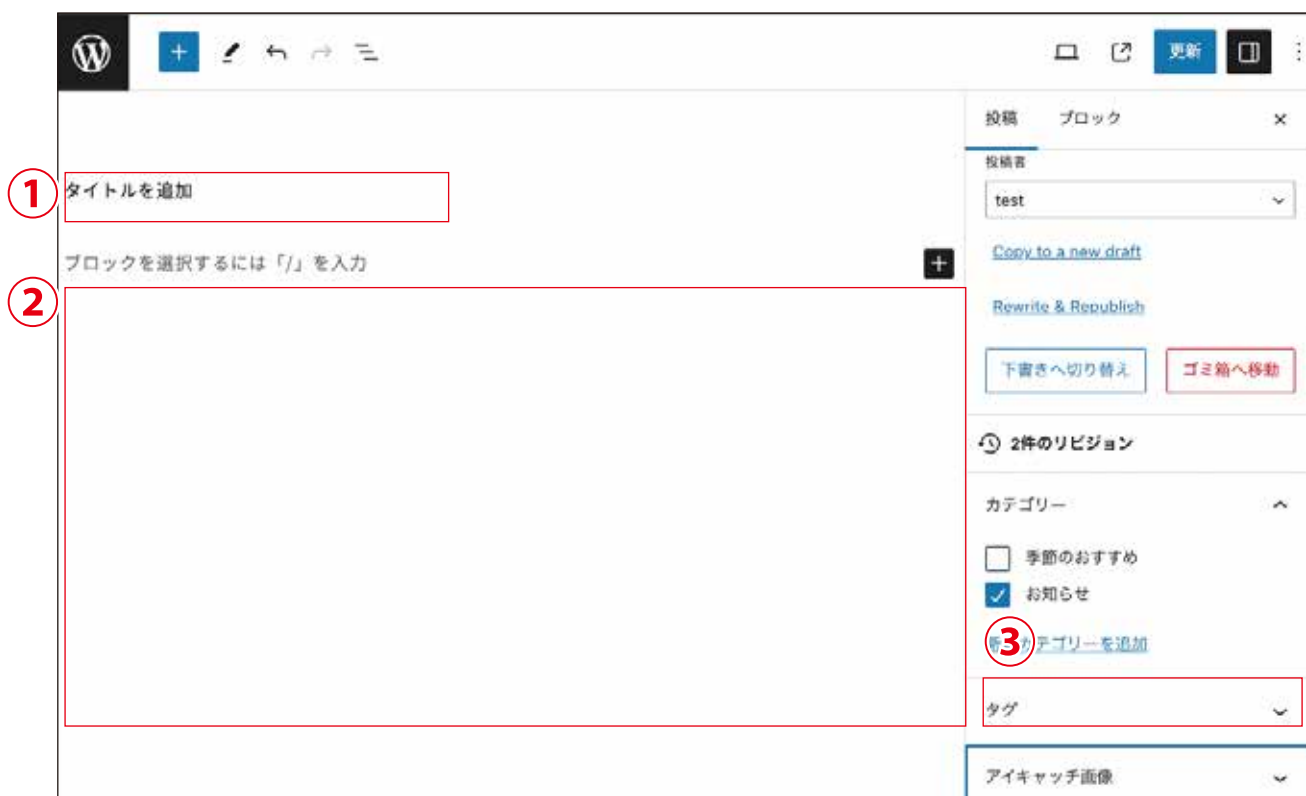 更新
投稿 ブロック ×
投稿者
① タイトルを追加
test
Copy to a new draft
ブロックを選択するには「/」を入力
②
Rewrite & Republish
下書きへ切り替え ゴミ箱へ移動
2件のリビジョン
カテゴリー
季節のおすすめ
お知らせ
③
テゴリーを追加
タグ
アイキャッチ画像